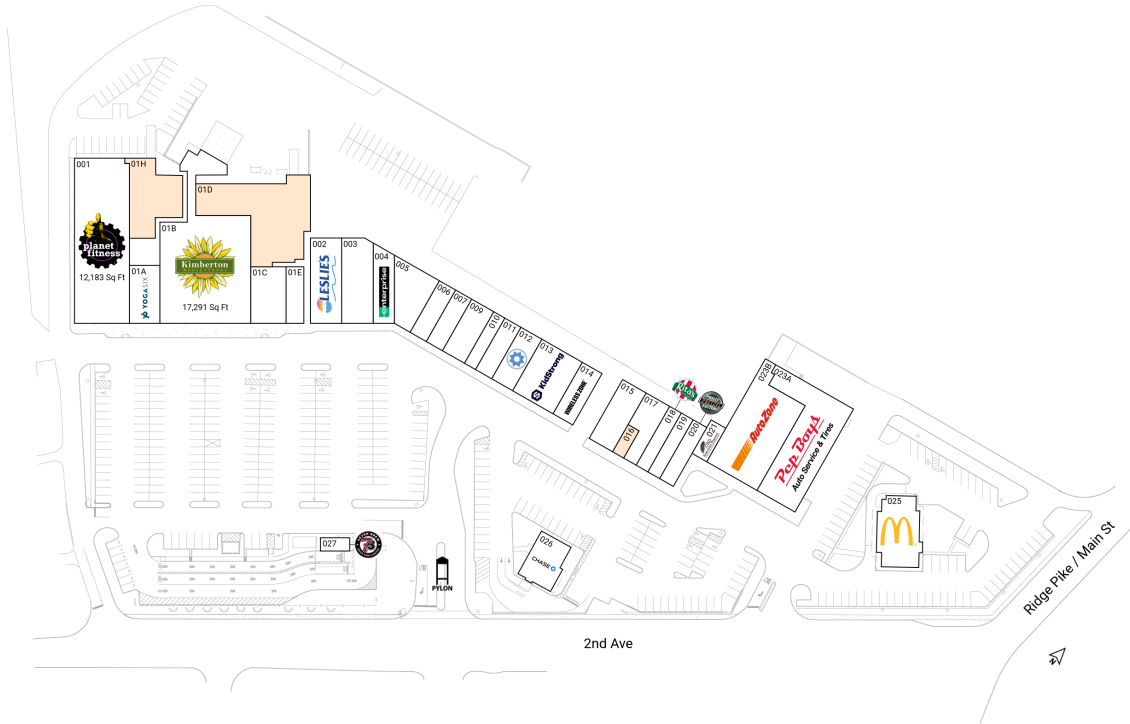 001
01H
01D
01B
planet
fitness
12,183 Sq Ft
Kimberton
17,291 Sq Ft
01A
YOGASIX
01C
01E
002
LESLIE'S
003
004
enterprise
005
006
007
009
010
011
012
013
KidStrong
014
WIRELESS ZONE
015
016
017
018
019
020
021
Rita's
023B
023A
AutoZone
Pep Boys
Auto Service & Tires
025
026
CHASE
027
PYLON
2nd Ave
Ridge Pike / Main St
N